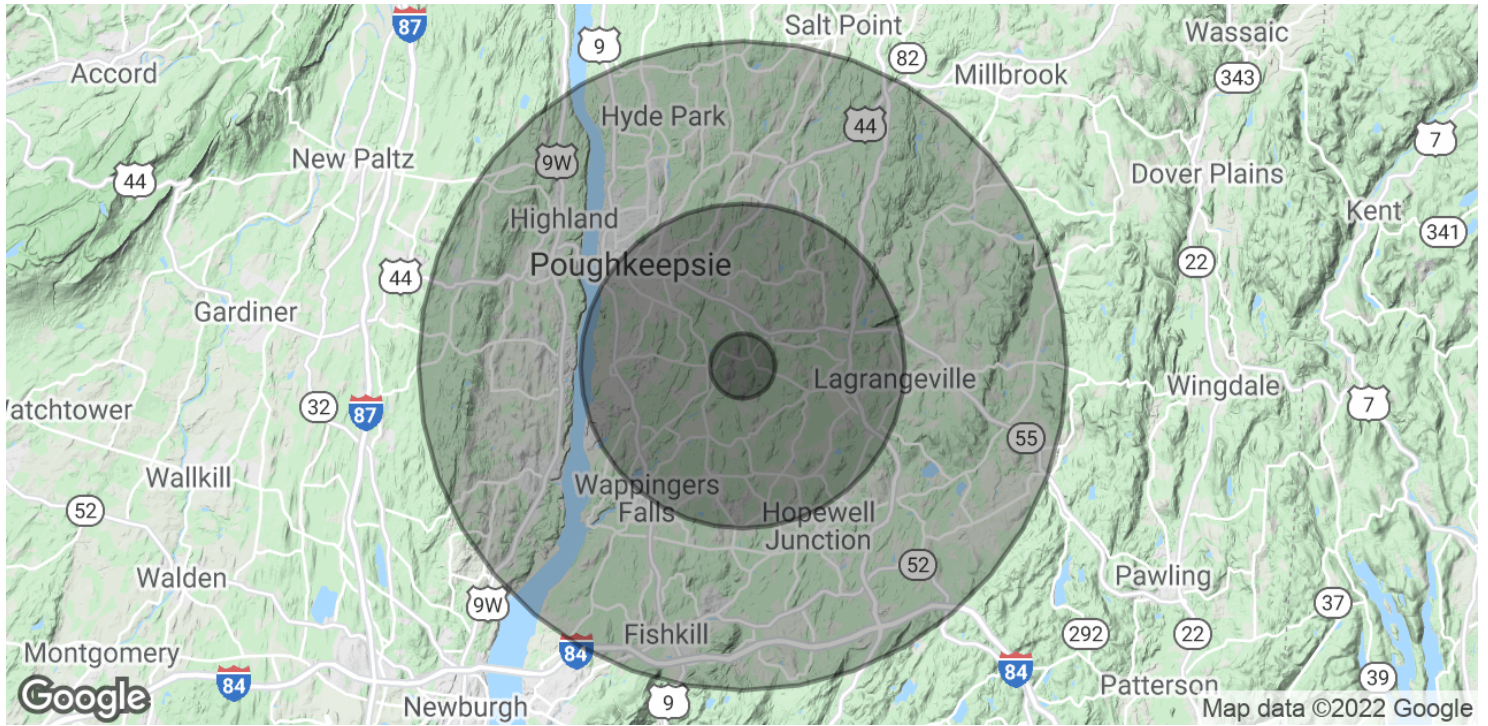 87
9
Salt Point
Wassaic
Accord
82
Millbrook
343
Hyde Park
44
7
New Paltz
9W
44
Dover Plains
Highland
Kent
341
Poughkeepsie
22
44
Gardiner
Lagrangeville
Wingdale
atchtower
32
87
7
55
Wallkill
Wappingers
Falls
Hopewell
Junction
52
52
Walden
Pawling
9W
37
Fishkill
292
22
Montgomery
84
84
84
Patterson
39
Google
Newburgh
9
Map data ©2022 Google